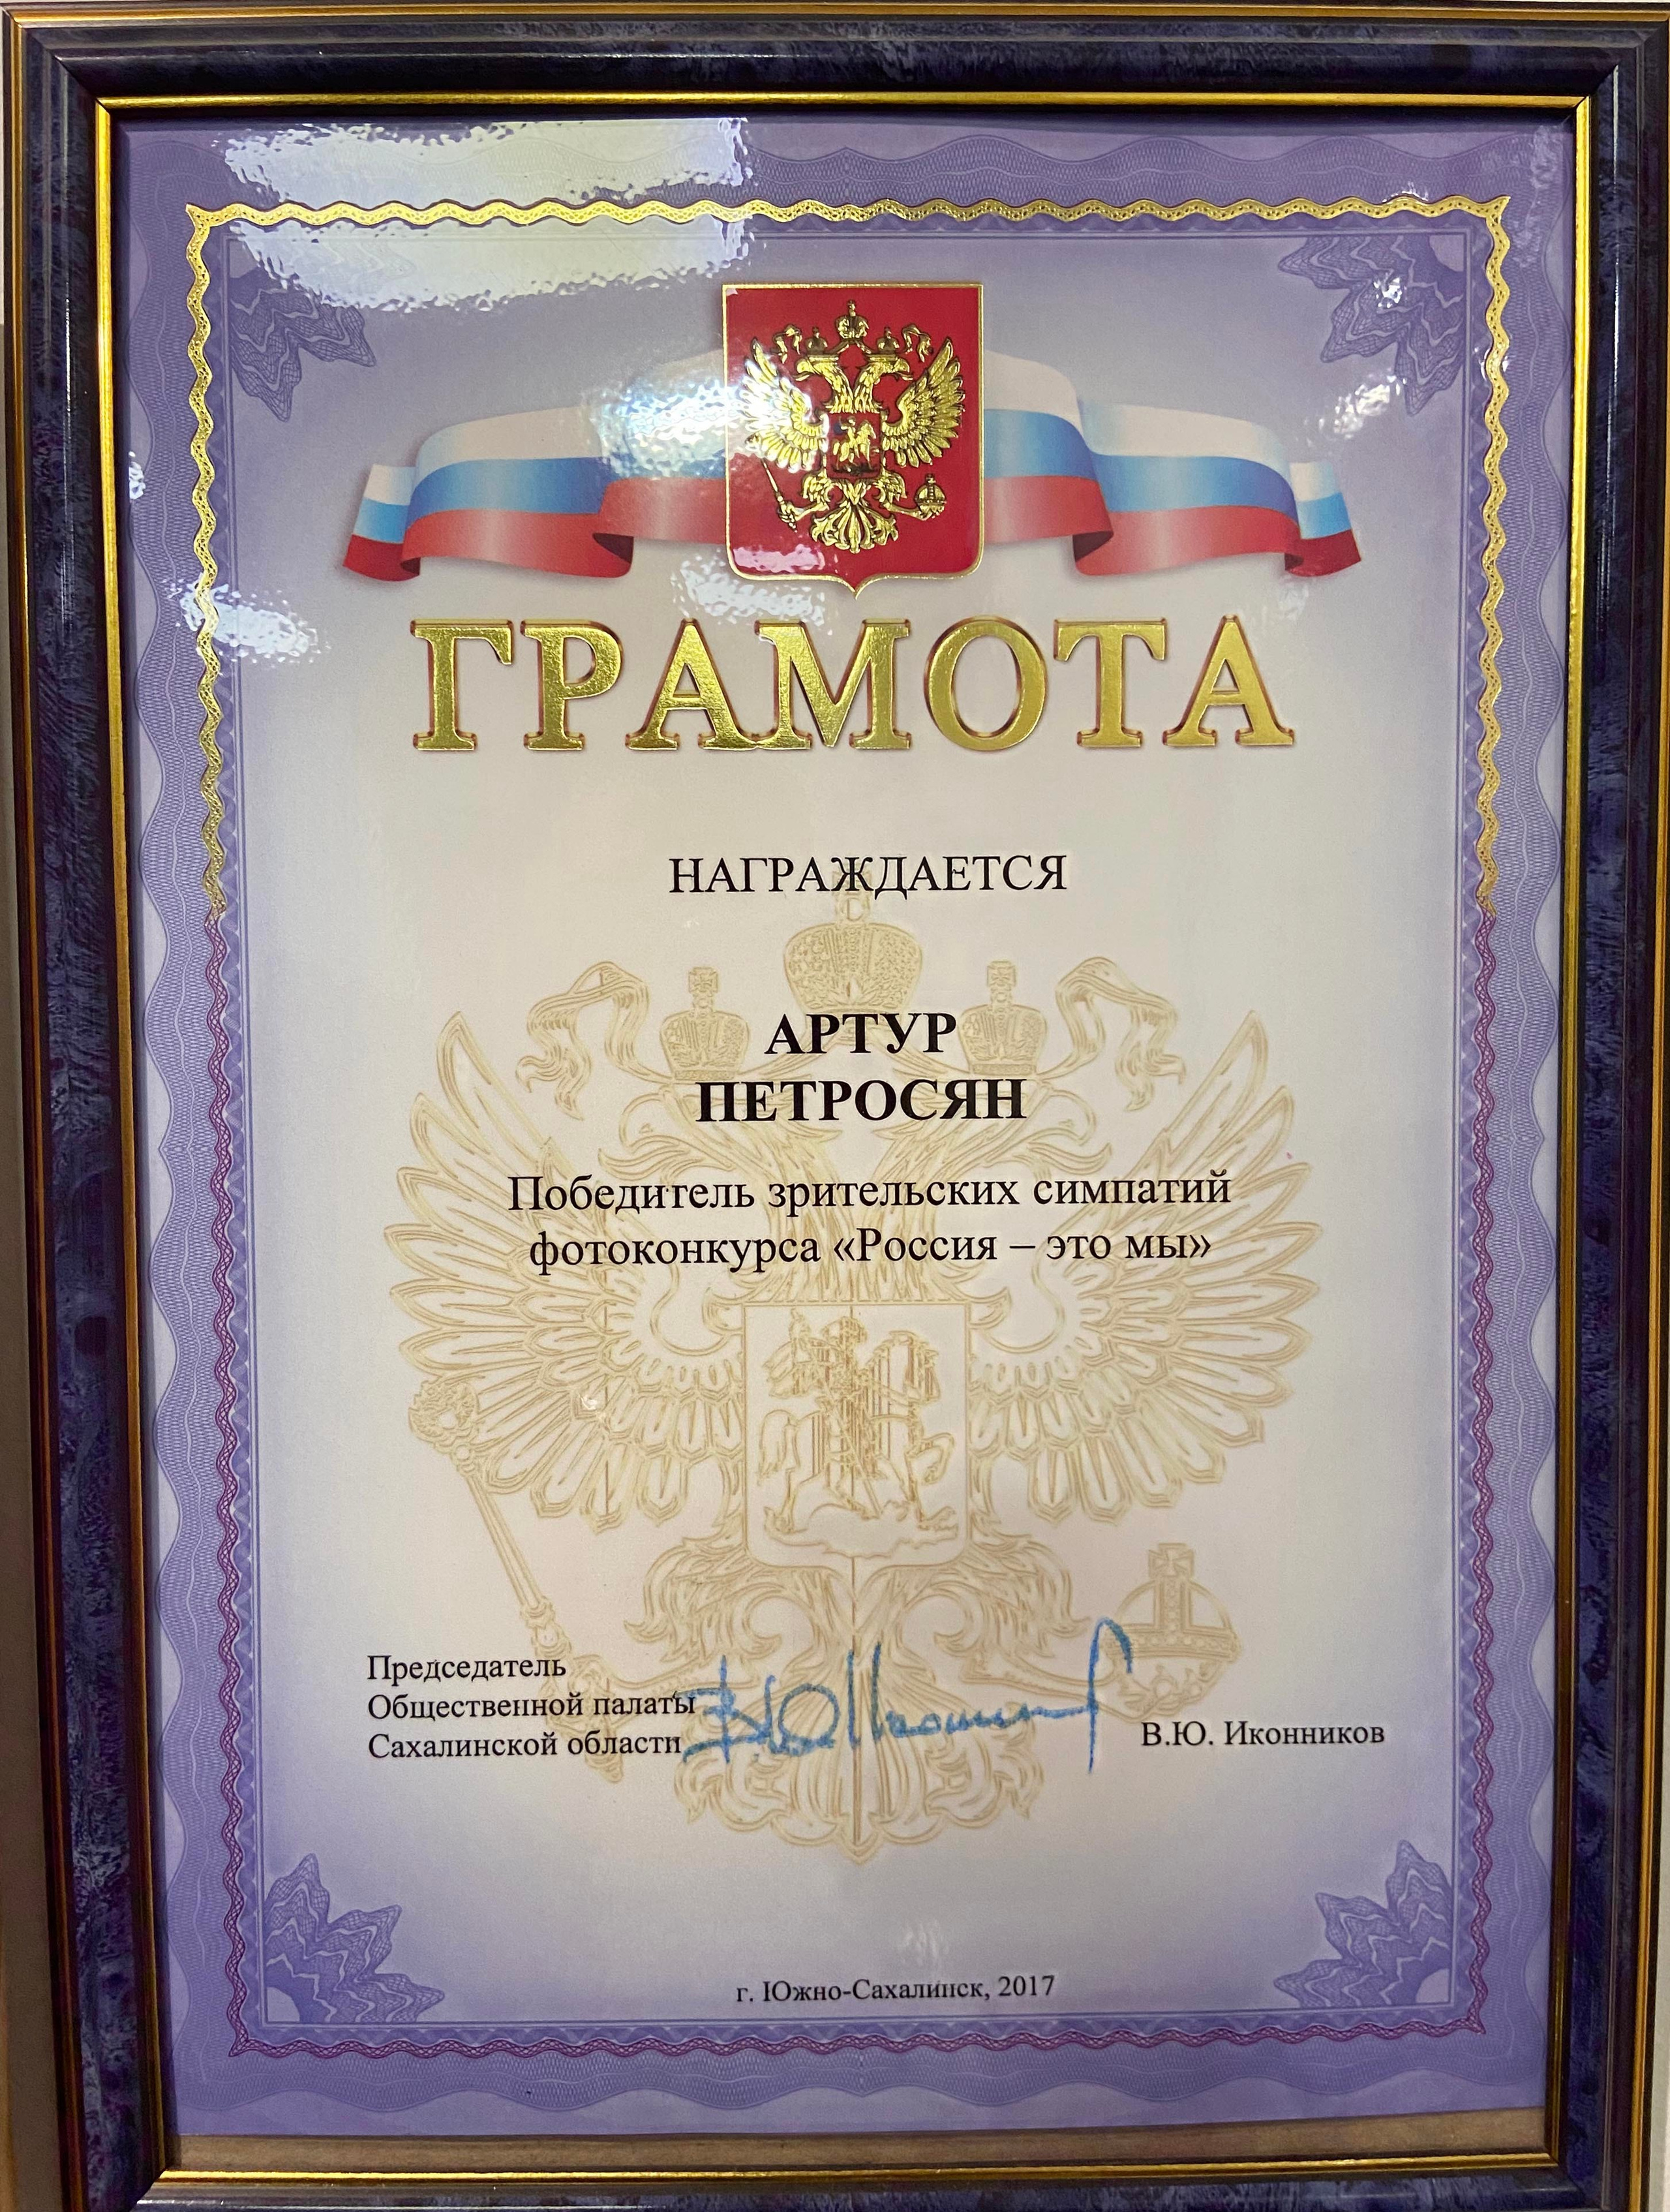 ГРАМОТА
НАГРАЖДАЕТСЯ
АРТУР
ПЕТРОСЯН
Победитель зрительских симпатий
фотоконкурса «Россия – это мы»
Председатель
Общественной палаты
Сахалинской области
В.Ю. Иконников
г. Южно-Сахалинск, 2017